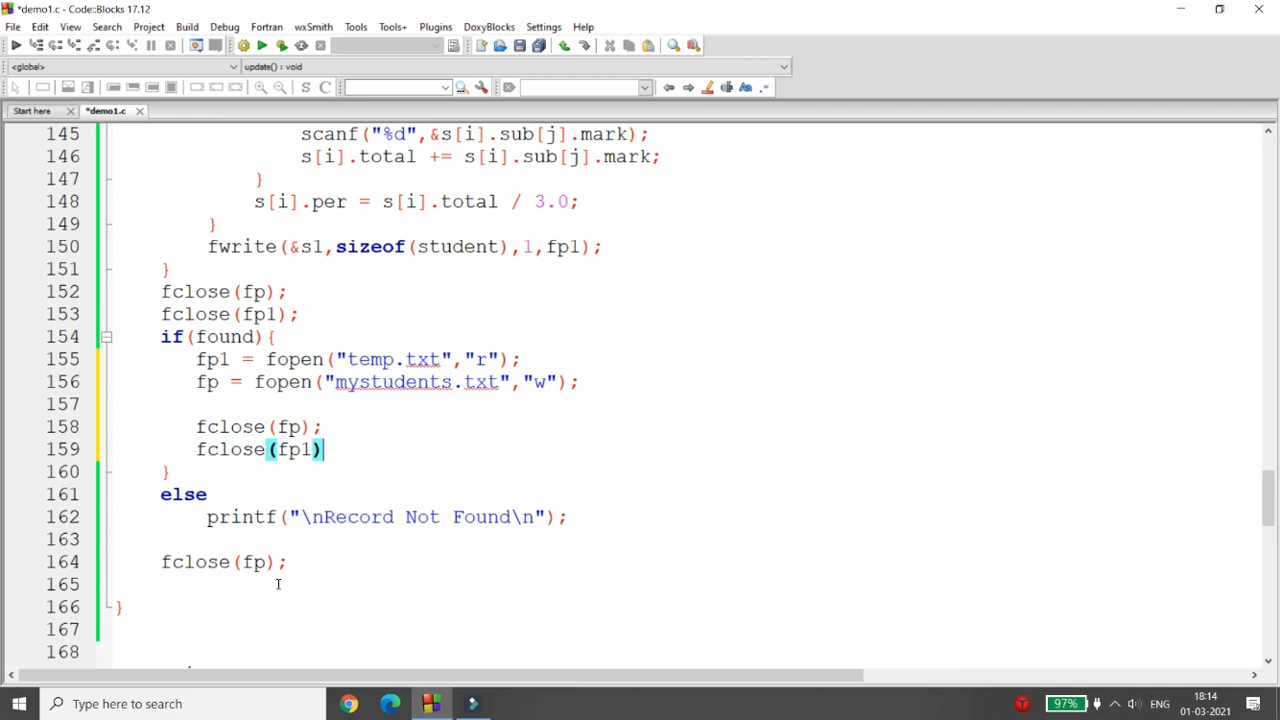 *demo1.c - Code::Blocks 17.12
File Edit View Search Project Build Debug Fortran wxSmith Tools Tools+ Plugins DoxyBlocks Settings Help
<global> update() : void
Start here *demo1.c
145 scanf("%d",&s[i].sub[j].mark);
146 s[i].total += s[i].sub[j].mark;
147 }
148 s[i].per = s[i].total / 3.0;
149 }
150 fwrite(&s1,sizeof(student),1,fp1);
151 }
152 fclose(fp);
153 fclose(fp1);
154 if(found){
155 fp1 = fopen("temp.txt","r");
156 fp = fopen("mystudents.txt","w");
157
158 fclose(fp);
159 fclose(fp1)
160 }
161 else
162 printf("\nRecord Not Found\n");
163
164 fclose(fp);
165
166 }
167
168
Type here to search 97% ENG 18:14
01-03-2021